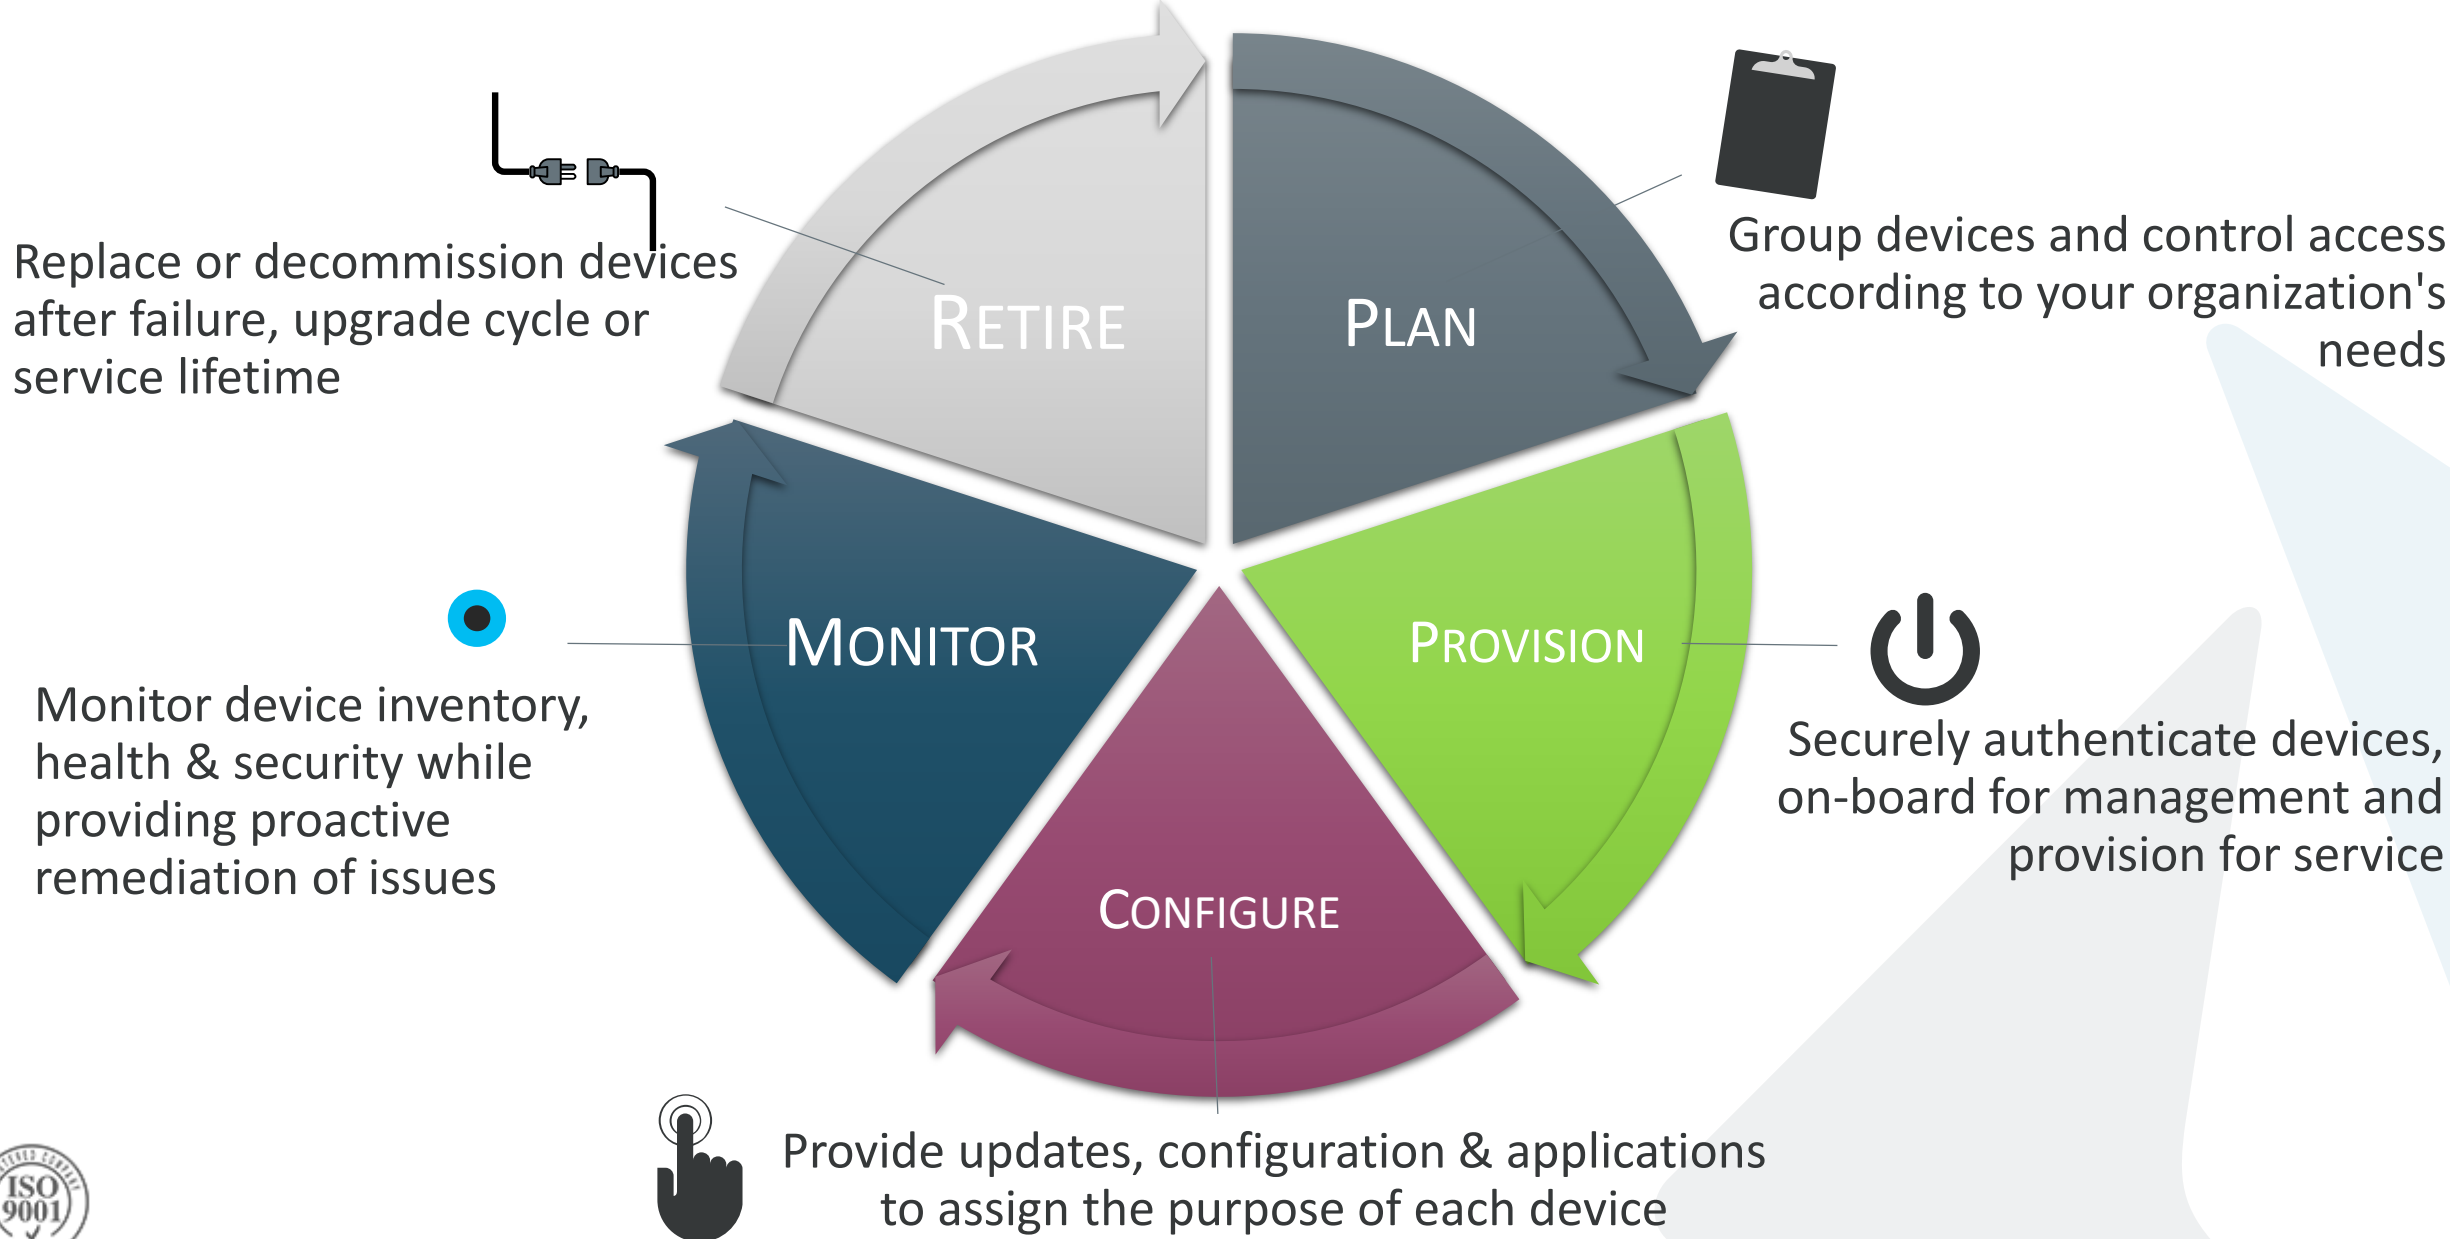 RETIRE
PLAN
PROVISION
CONFIGURE
MONITOR
Group devices and control access
according to your organization's
needs
Securely authenticate devices,
on-board for management and
provision for service
Provide updates, configuration & applications
to assign the purpose of each device
Monitor device inventory,
health & security while
providing proactive
remediation of issues
Replace or decommission devices
after failure, upgrade cycle or
service lifetime
ISO
9001